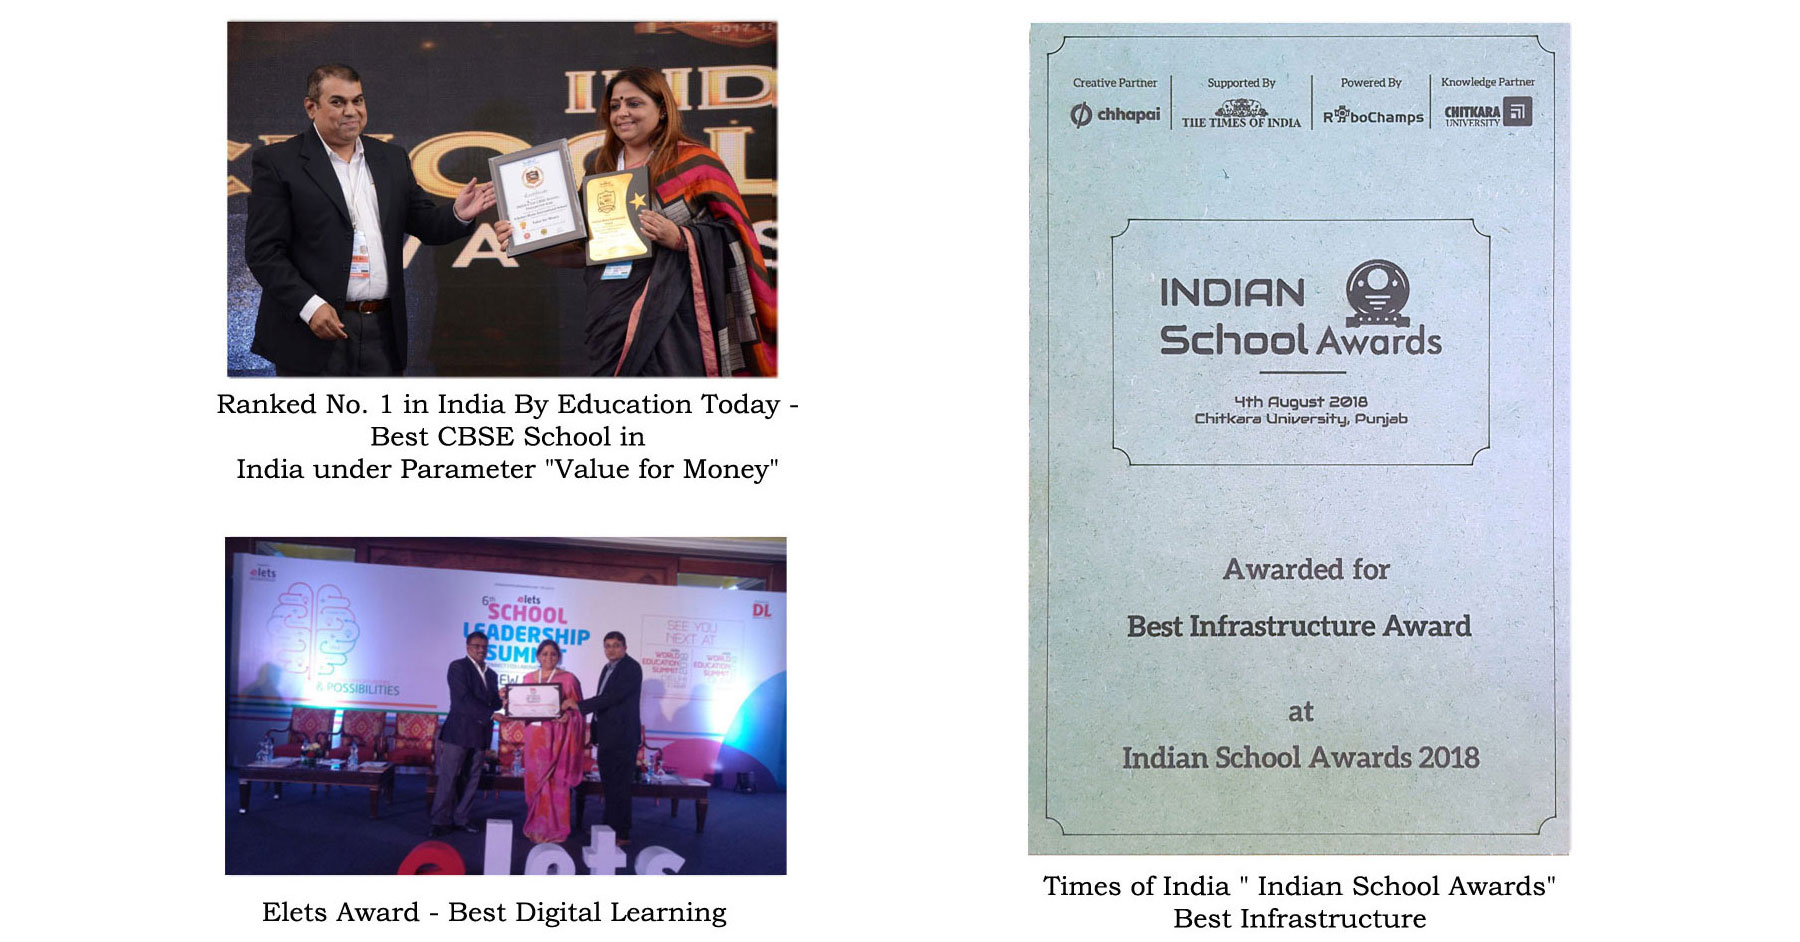 2017-18
IND
CHOOL
WA S
Certificate
Ranked No. 1 in India By Education Today -
Best CBSE School in
India under Parameter "Value for Money"
elets
6th
elets
SCHOOL
LEADERSHIP
SUMMIT
NEW
& POSSIBILITIES
SEE YOU
NEXT AT
WORLD
EDUCATION
SUMMIT
WORLD
EDUCATION
SUMMIT
DL
elets
Elets Award - Best Digital Learning
Creative Partner
chhapai
Supported By
THE TIMES OF INDIA
Powered By
RoboChamps
Knowledge Partner
CHITKARA
UNIVERSITY
INDIAN
School Awards
4th August 2018
Chitkara University, Punjab
Awarded for
Best Infrastructure Award
at
Indian School Awards 2018
Times of India " Indian School Awards"
Best Infrastructure